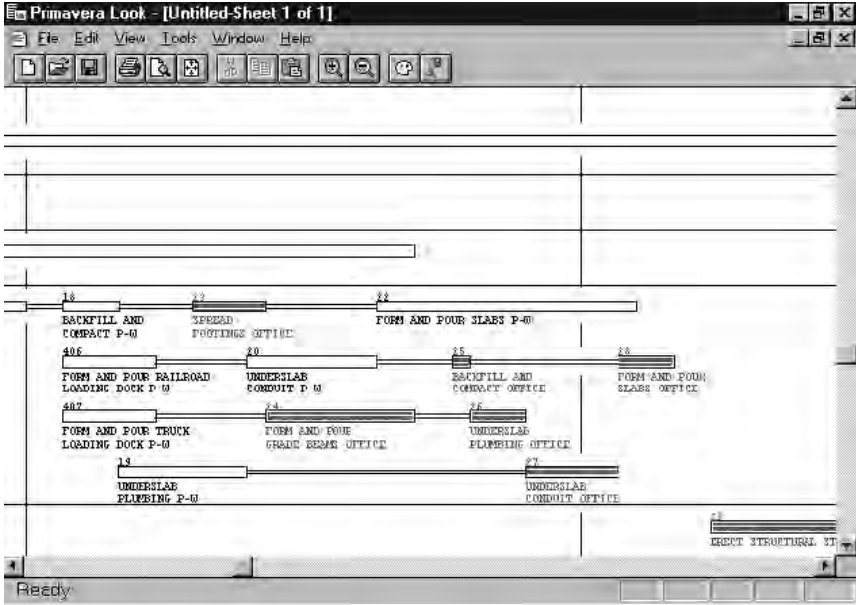 Primavera Look - [Untitled-Sheet 1 of 1]
File Edit View Tools Window Help
18 23 22
BACKFILL AND SPREAD FORM AND POUR SLABS P-W
COMPACT P-W FOOTINGS OFFICE
406 20 25 28
FORM AND POUR RAILROAD UNDERSLAB BACKFILL AND FORM AND POUR
LOADING DOCK P-W CONDUIT P W COMPACT OFFICE SLABS OFFICE
407 24 26
FORM AND POUR TRUCK FORM AND POUR UNDERSLAB
LOADING DOCK P-W GRADE BEAMS OFFICE PLUMBING OFFICE
19 27
UNDERSLAB UNDERSLAB
PLUMBING P-W CONDUIT OFFICE
ERECT STRUCTURAL ST
Ready